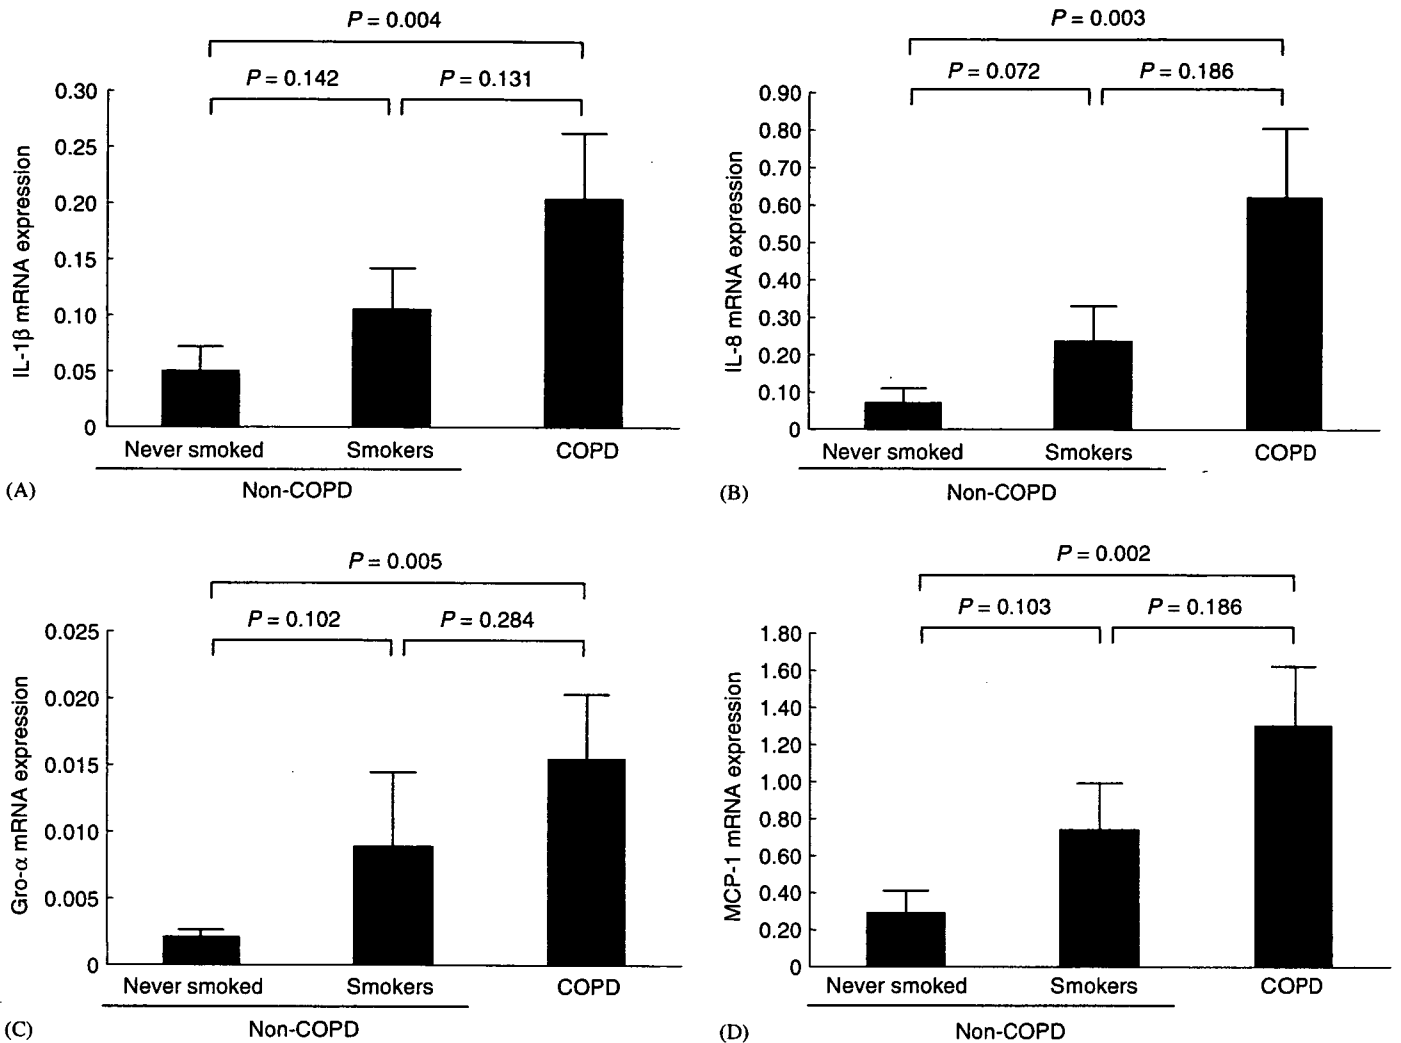 P = 0.004
P = 0.142
P = 0.131
IL-1β mRNA expression
0.30
0.25
0.20
0.15
0.10
0.05
0
Never smoked
Smokers
COPD
Non-COPD
(A)
P = 0.003
P = 0.072
P = 0.186
IL-8 mRNA expression
0.90
0.80
0.70
0.60
0.50
0.40
0.30
0.20
0.10
0
Never smoked
Smokers
COPD
Non-COPD
(B)
P = 0.005
P = 0.102
P = 0.284
Gro-α mRNA expression
0.025
0.020
0.015
0.010
0.005
0
Never smoked
Smokers
COPD
Non-COPD
(C)
P = 0.002
P = 0.103
P = 0.186
MCP-1 mRNA expression
1.80
1.60
1.40
1.20
1.00
0.80
0.60
0.40
0.20
0
Never smoked
Smokers
COPD
Non-COPD
(D)